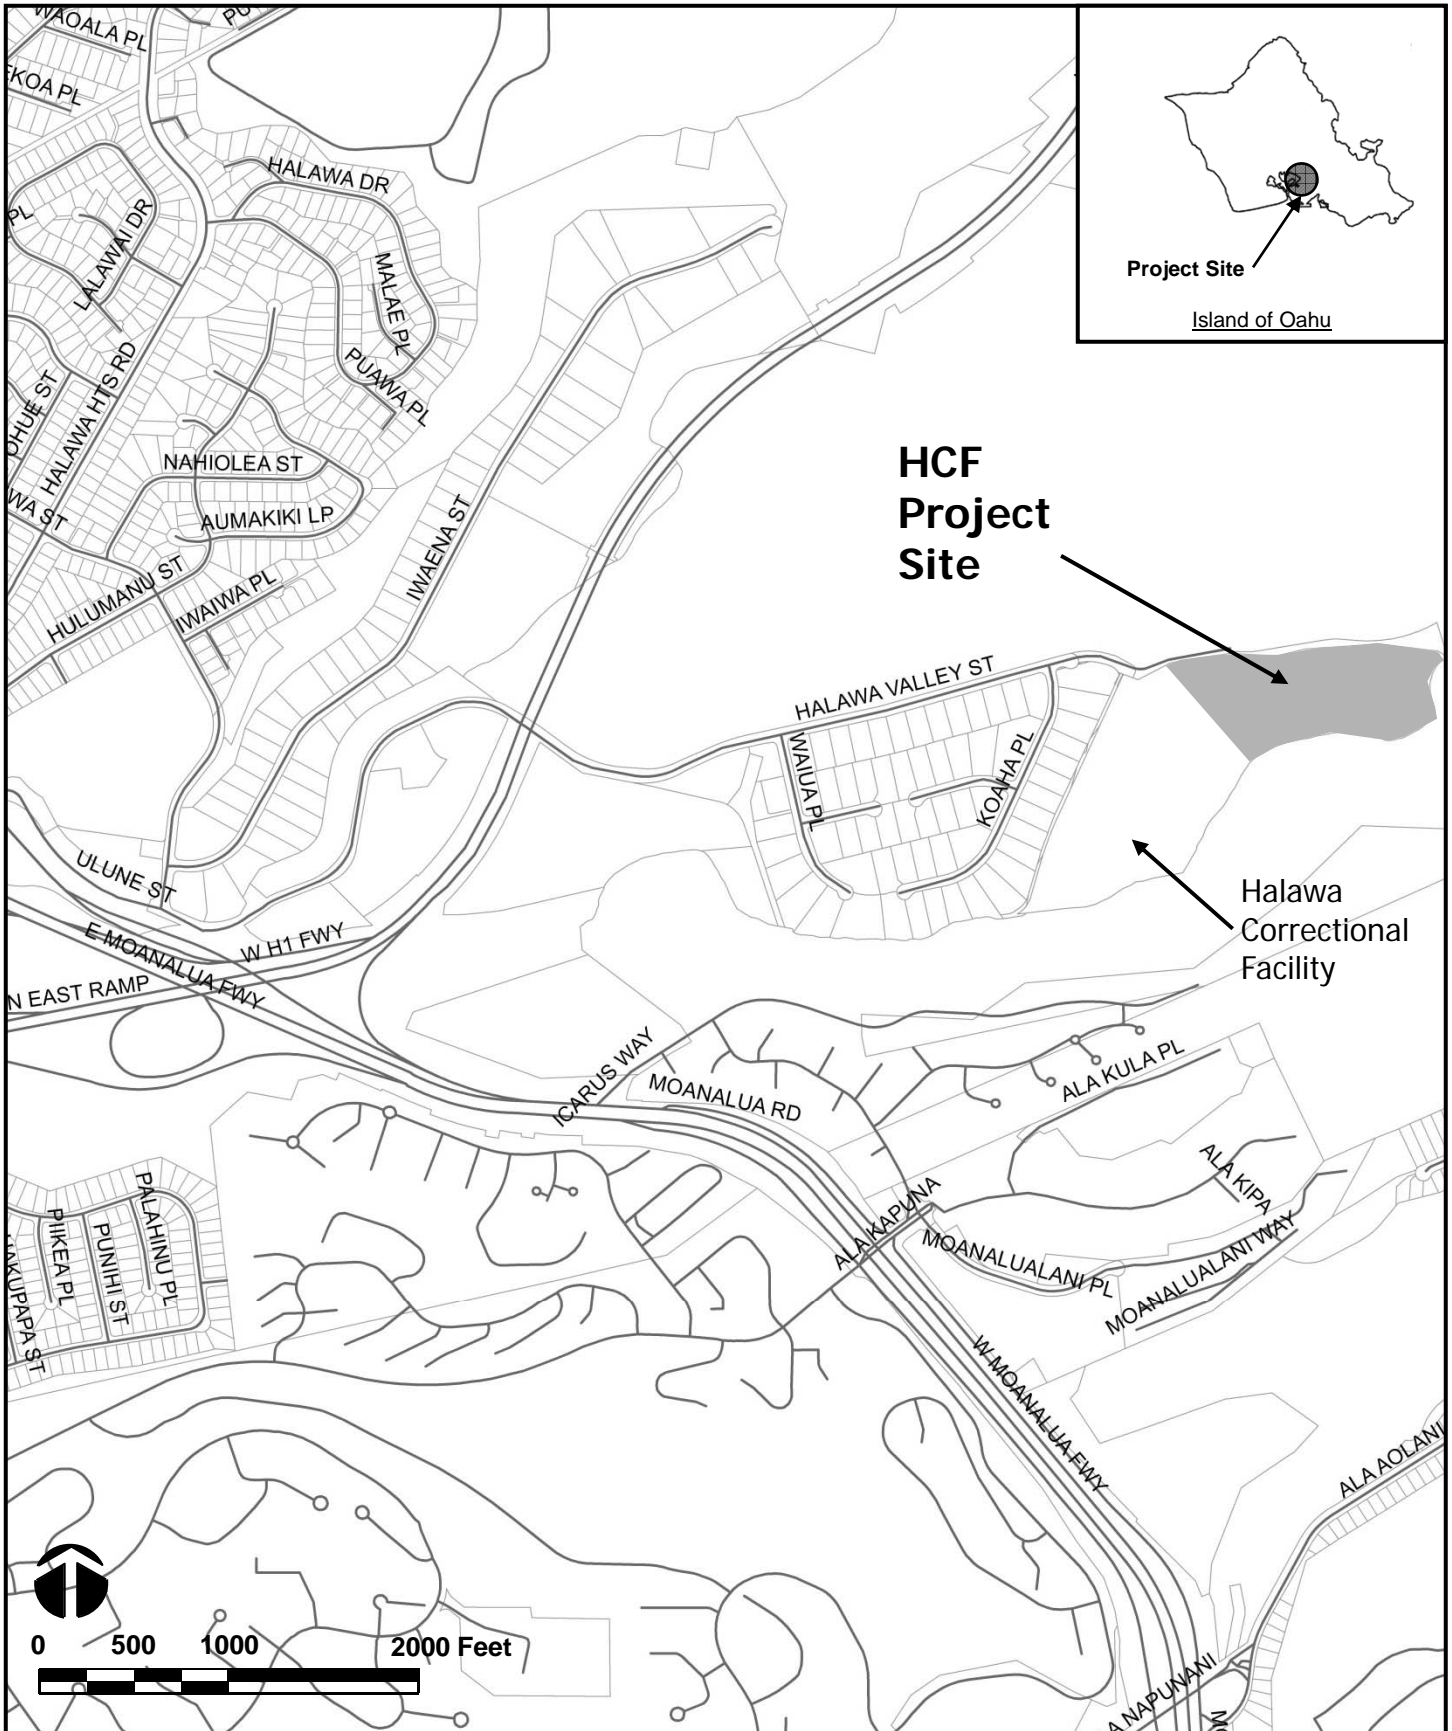 WAOALA PL
HALAWA DR
LALAWAI DR
PL
MALAE PL
PUAWA PL
HALAWA HTS RD
NAHIOLEA ST
AUMAKIKI LP
HULUMANU ST
IWAIWA PL
IWAENA ST
Project Site
Island of Oahu
HCF
Project
Site
HALAWA VALLEY ST
WAIUA PL
KOAHA PL
Halawa
Correctional
Facility
ULUNE ST
E MOANALUA FWY
W H1 FWY
N EAST RAMP
ICARUS WAY
MOANALUA RD
ALA KULA PL
ALA KIPA
ALA KAPUNA
MOANALUALANI PL
MOANALUALANI WAY
PIIKEA PL
PUNIHI ST
PALAHINU PL
W MOANALUA FWY
ALA AOLANI
0 500 1000 2000 Feet